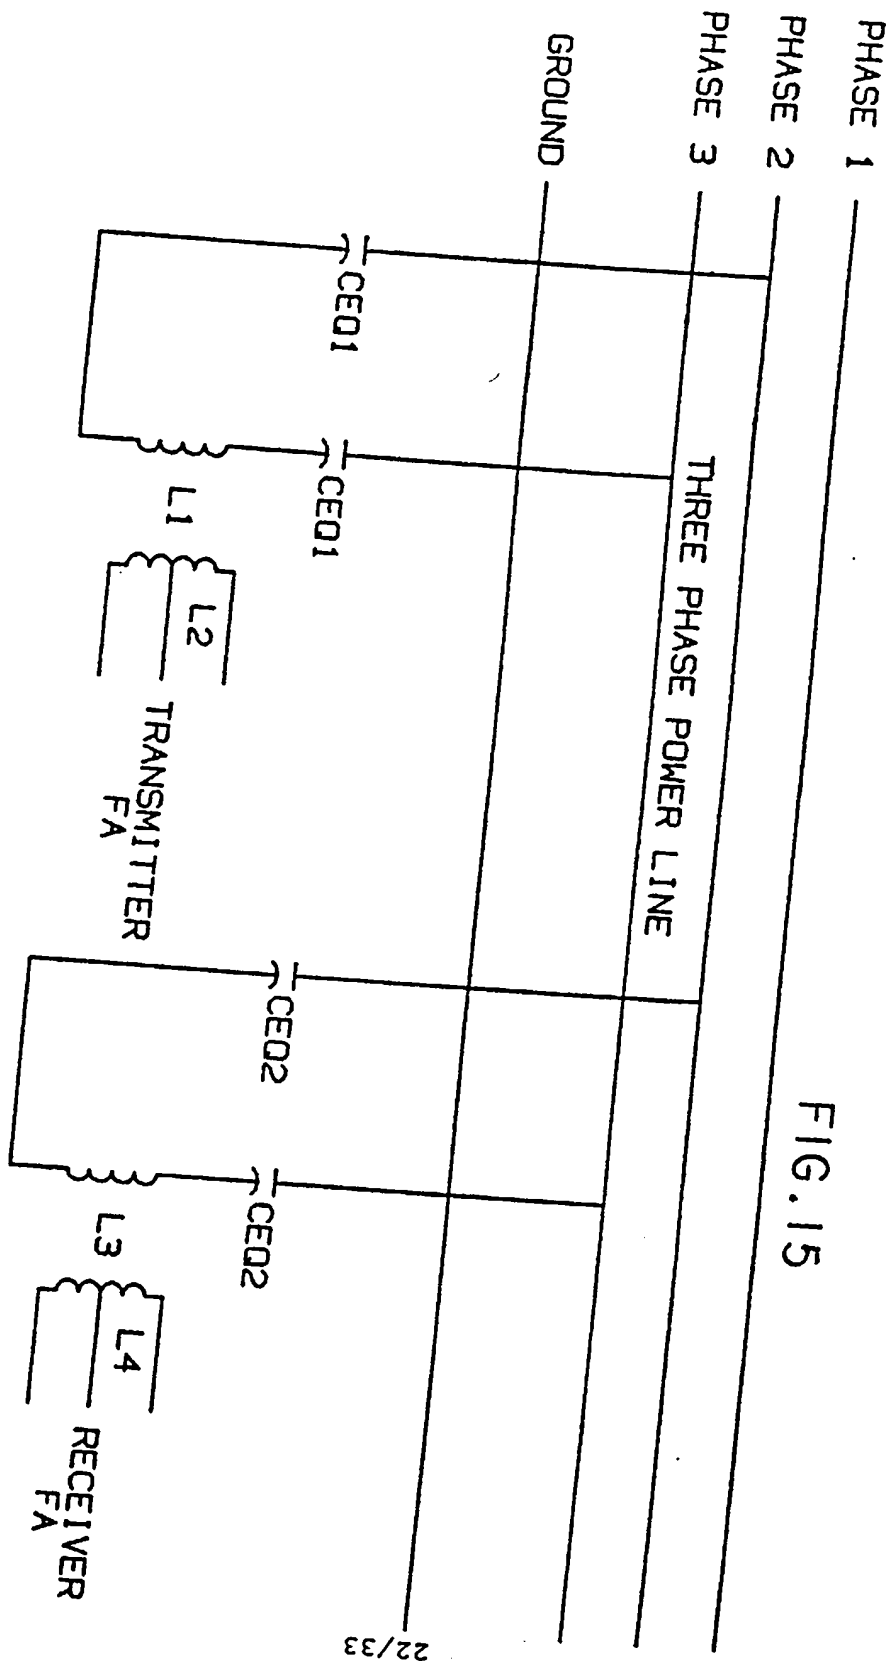 22/33
FIG.15
PHASE 1
PHASE 2
PHASE 3
THREE PHASE POWER LINE
GROUND
CEQ1
CEQ1
CEQ2
CEQ2
L1
L2
TRANSMITTER
FA
L3
L4
RECEIVER
FA